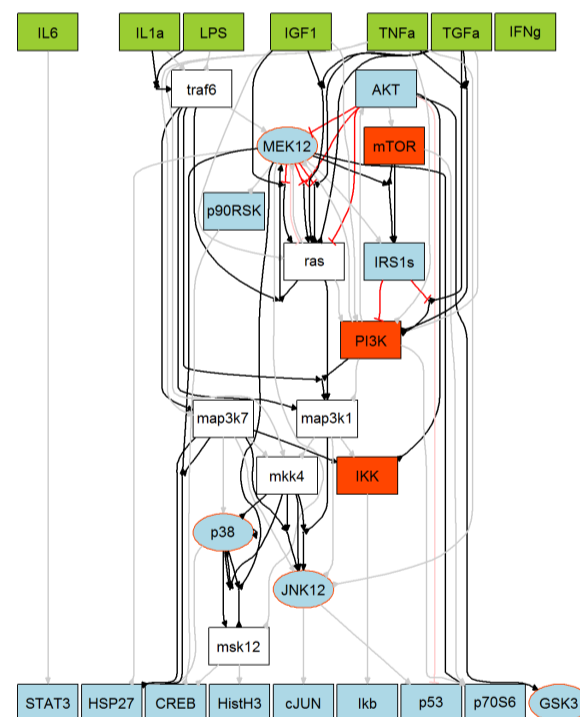 IL6
IL1a
LPS
IGF1
TNFa
TGFa
IFNg
traf6
AKT
MEK12
mTOR
p90RSK
ras
IRS1s
PI3K
map3k7
map3k1
mkk4
IKK
p38
JNK12
msk12
STAT3
HSP27
CREB
HistH3
cJUN
Ikb
p53
p70S6
GSK3